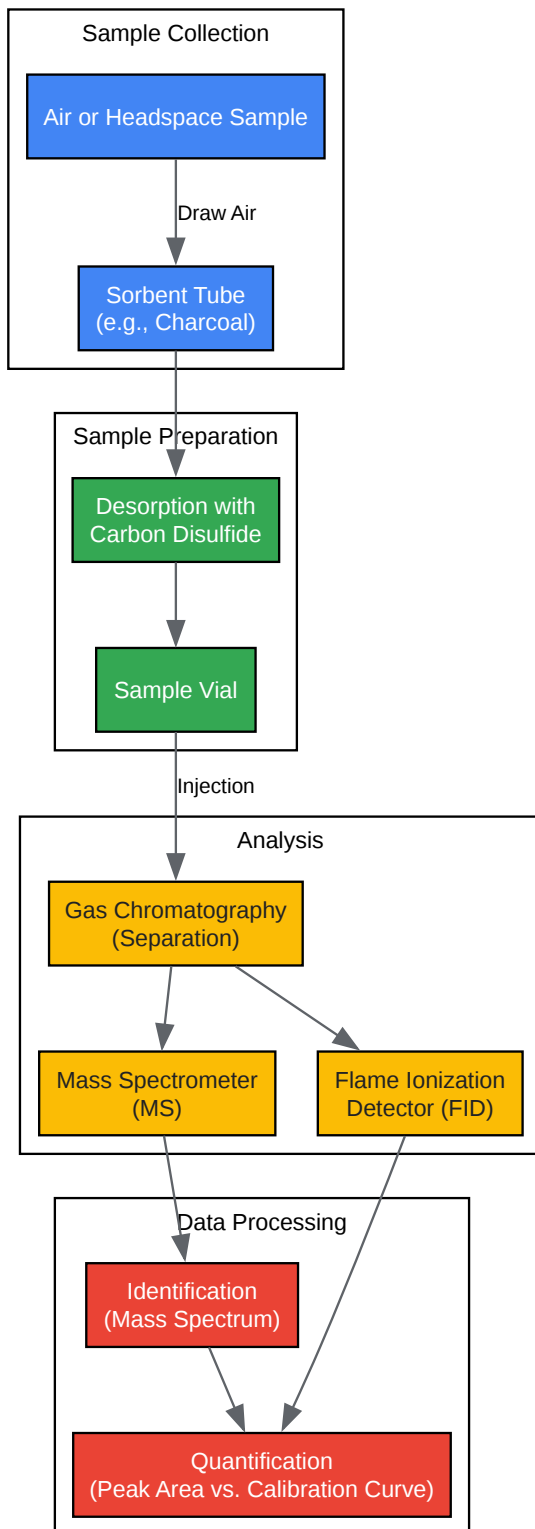 Sample Collection
Air or Headspace Sample
Draw Air
Sorbent Tube
(e.g., Charcoal)
Sample Preparation
Desorption with
Carbon Disulfide
Sample Vial
Injection
Analysis
Gas Chromatography
(Separation)
Mass Spectrometer
(MS)
Flame Ionization
Detector (FID)
Data Processing
Identification
(Mass Spectrum)
Quantification
(Peak Area vs. Calibration Curve)